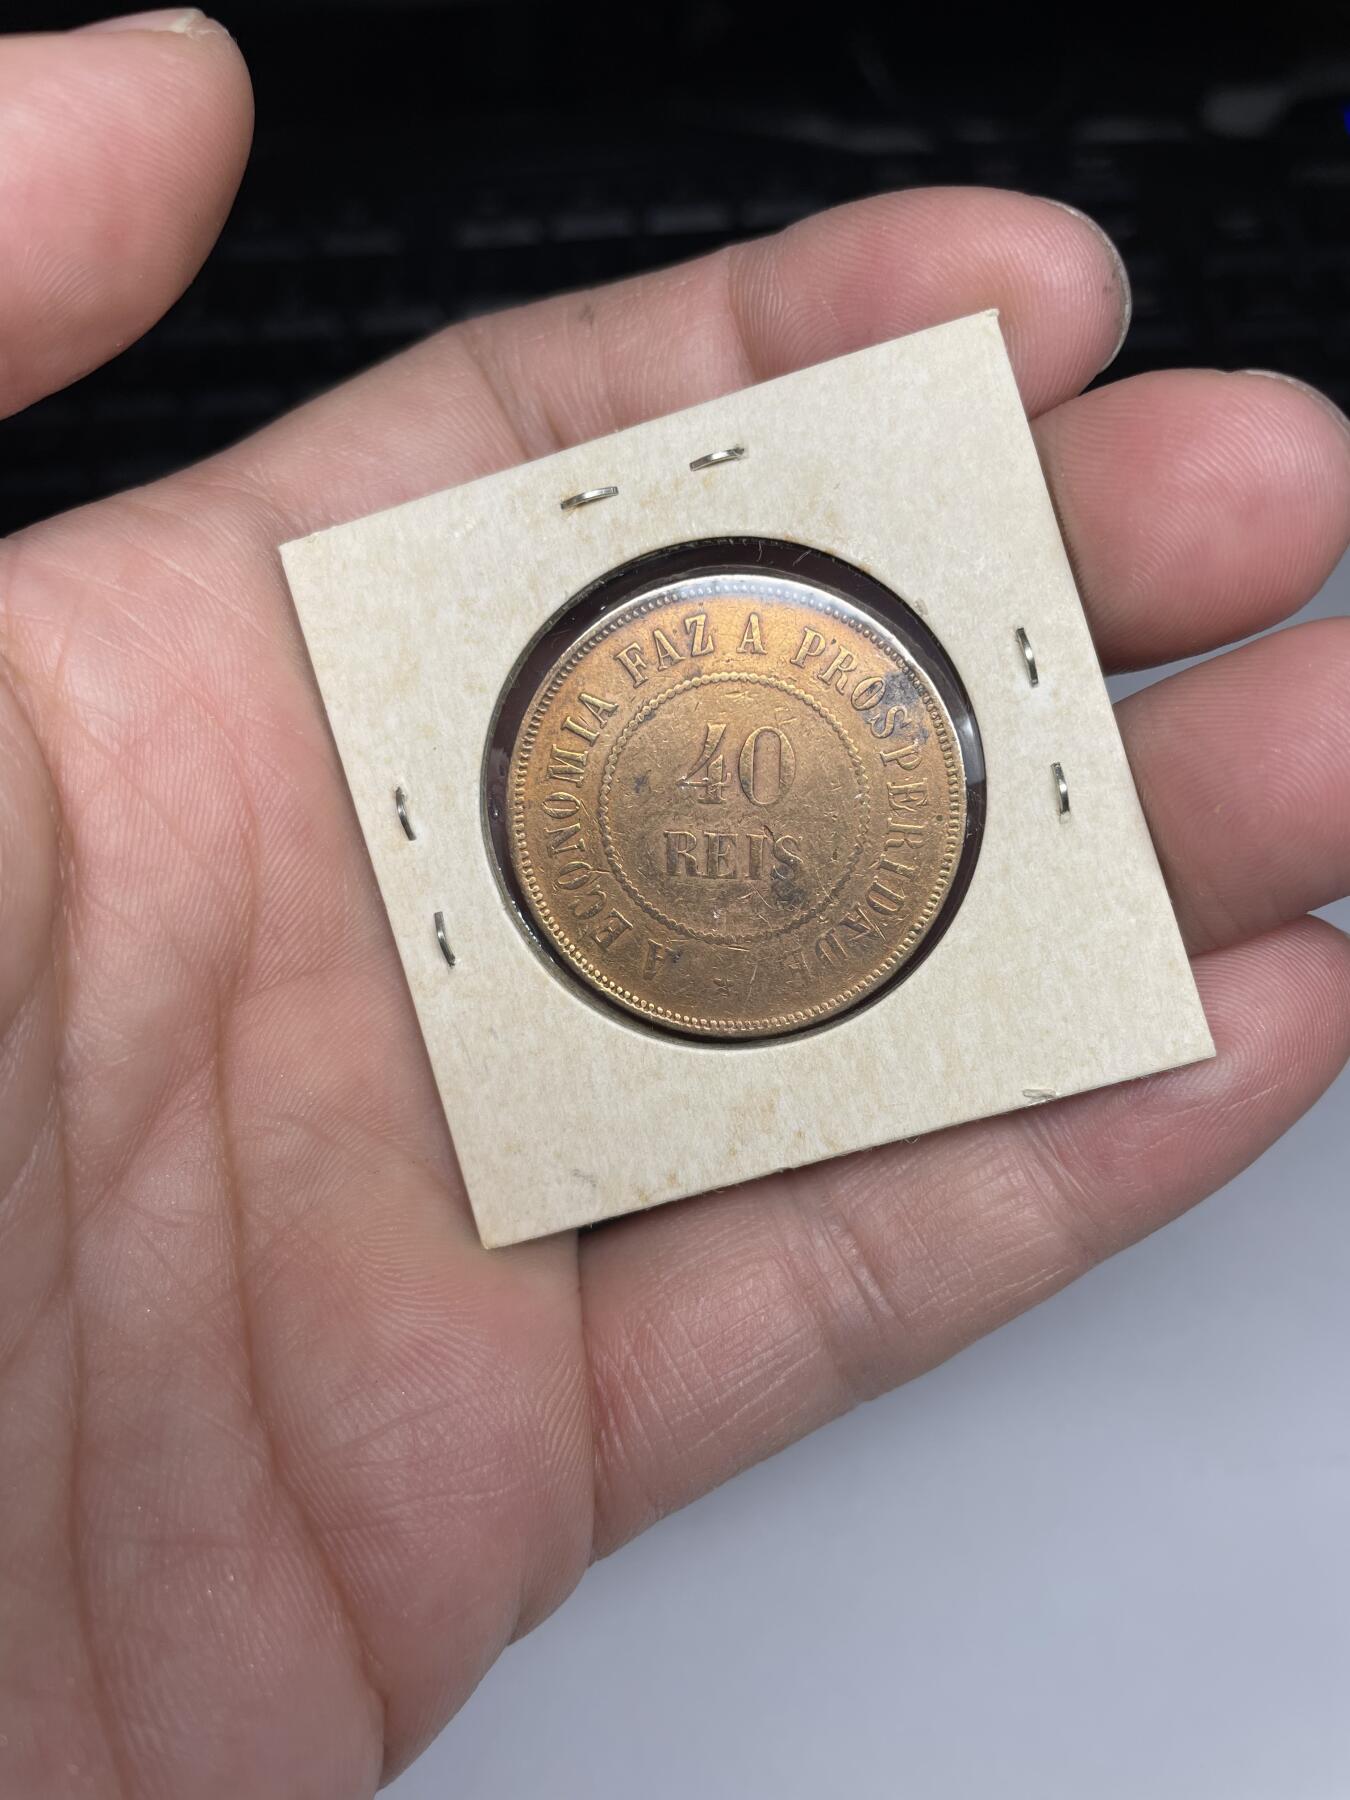 A ECONOMIA FAZ A PROSPERIDADE
40
REIS